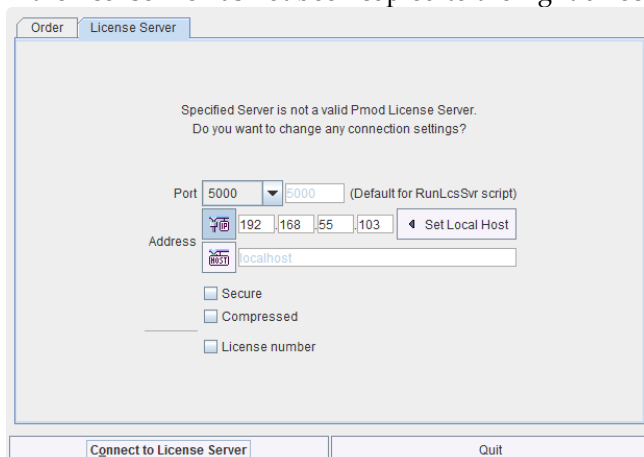 Order License Server
Specified Server is not a valid Pmod License Server.
Do you want to change any connection settings?
Port 5000 5000 (Default for RunLcsSvr script)
IP 192 .168 .55 .103 Set Local Host
Address
HOST localhost
Secure
Compressed
License number
Connect to License Server Quit